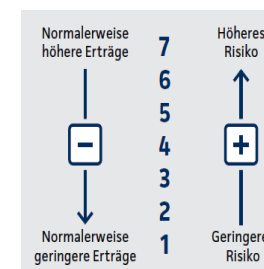 Normalerweise
höhere Erträge
7
Höheres
Risiko
6
5
−
4
+
3
2
Normalerweise
geringere Erträge
1
Geringere
Risiko